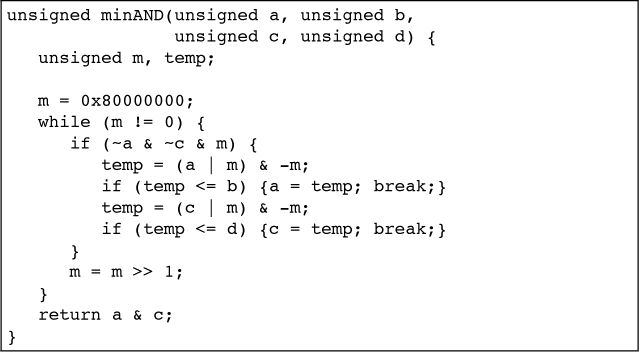 unsigned minAND(unsigned a, unsigned b,
                unsigned c, unsigned d) {
   unsigned m, temp;

   m = 0x80000000;
   while (m != 0) {
      if (~a & ~c & m) {
         temp = (a | m) & -m;
         if (temp <= b) {a = temp; break;}
         temp = (c | m) & -m;
         if (temp <= d) {c = temp; break;}
      }
      m = m >> 1;
   }
   return a & c;
}